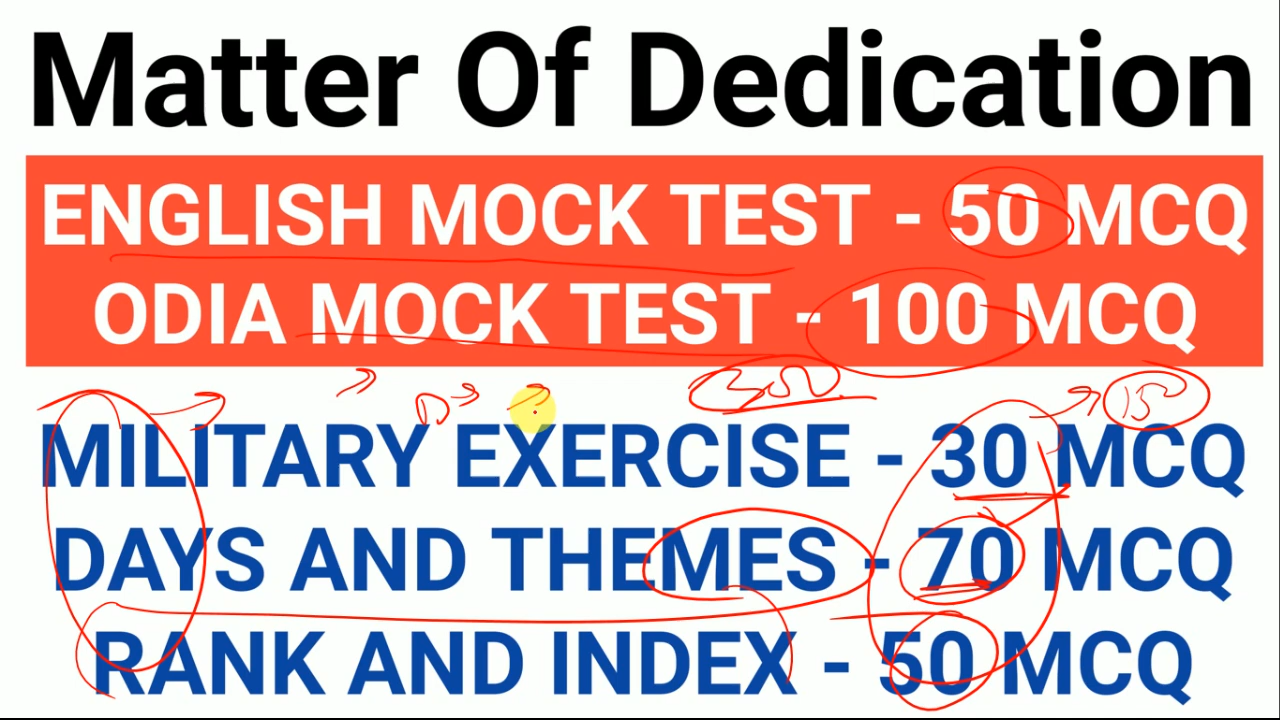 Matter Of Dedication
ENGLISH MOCK TEST - 50 MCQ
ODIA MOCK TEST - 100 MCQ
MILITARY EXERCISE - 30 MCQ
DAYS AND THEMES - 70 MCQ
RANK AND INDEX - 50 MCQ